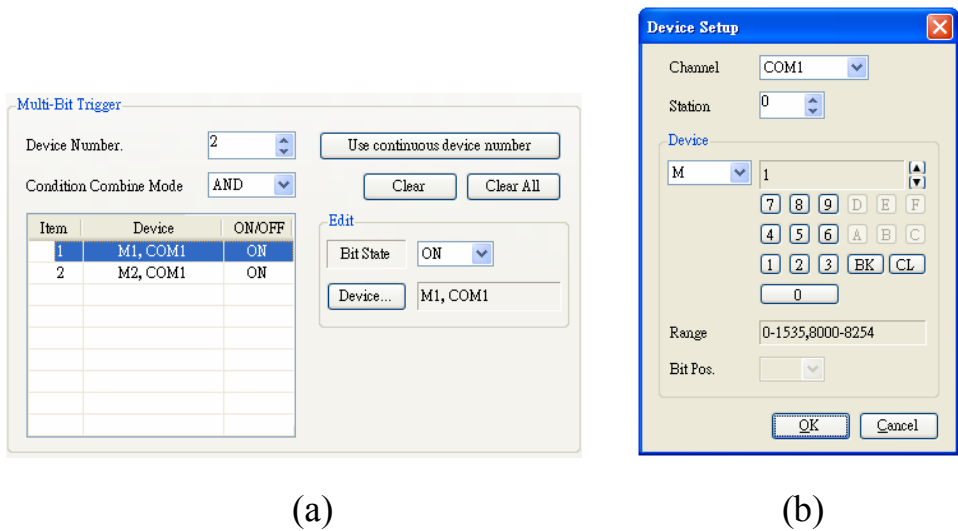 Multi-Bit Trigger
Device Number. 2 Use continuous device number
Condition Combine Mode AND Clear Clear All
Item Device ON/OFF
1 M1, COM1 ON
2 M2, COM1 ON
Edit
Bit State ON
Device... M1, COM1
(a)
Device Setup
Channel COM1
Station 0
Device
M 1
7 8 9 D E F
4 5 6 A B C
1 2 3 BK CL
0
Range 0-1535,8000-8254
Bit Pos.
OK Cancel
(b)